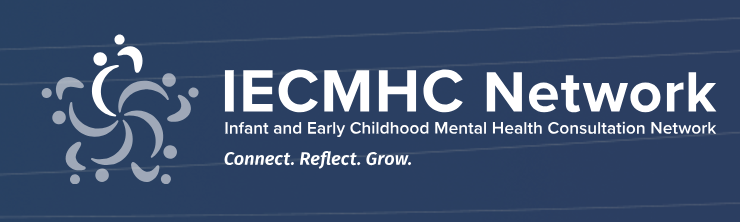 IECMHC Network
Infant and Early Childhood Mental Health Consultation Network
Connect. Reflect. Grow.